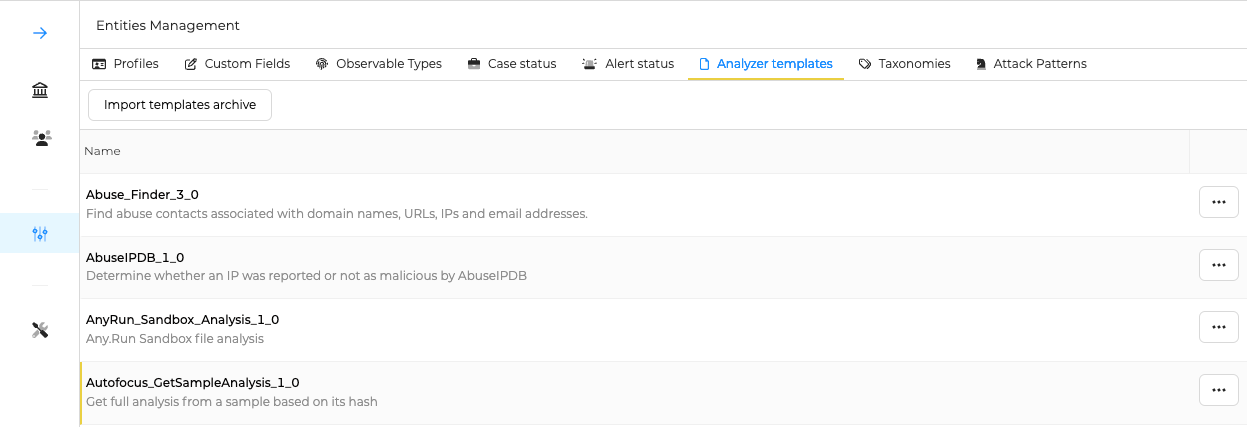 Entities Management
Profiles Custom Fields Observable Types Case status Alert status Analyzer templates Taxonomies Attack Patterns
Import templates archive
Name
Abuse_Finder_3_0
Find abuse contacts associated with domain names, URLs, IPs and email addresses.
AbuseIPDB_1_0
Determine whether an IP was reported or not as malicious by AbuseIPDB
AnyRun_Sandbox_Analysis_1_0
Any.Run Sandbox file analysis
Autofocus_GetSampleAnalysis_1_0
Get full analysis from a sample based on its hash